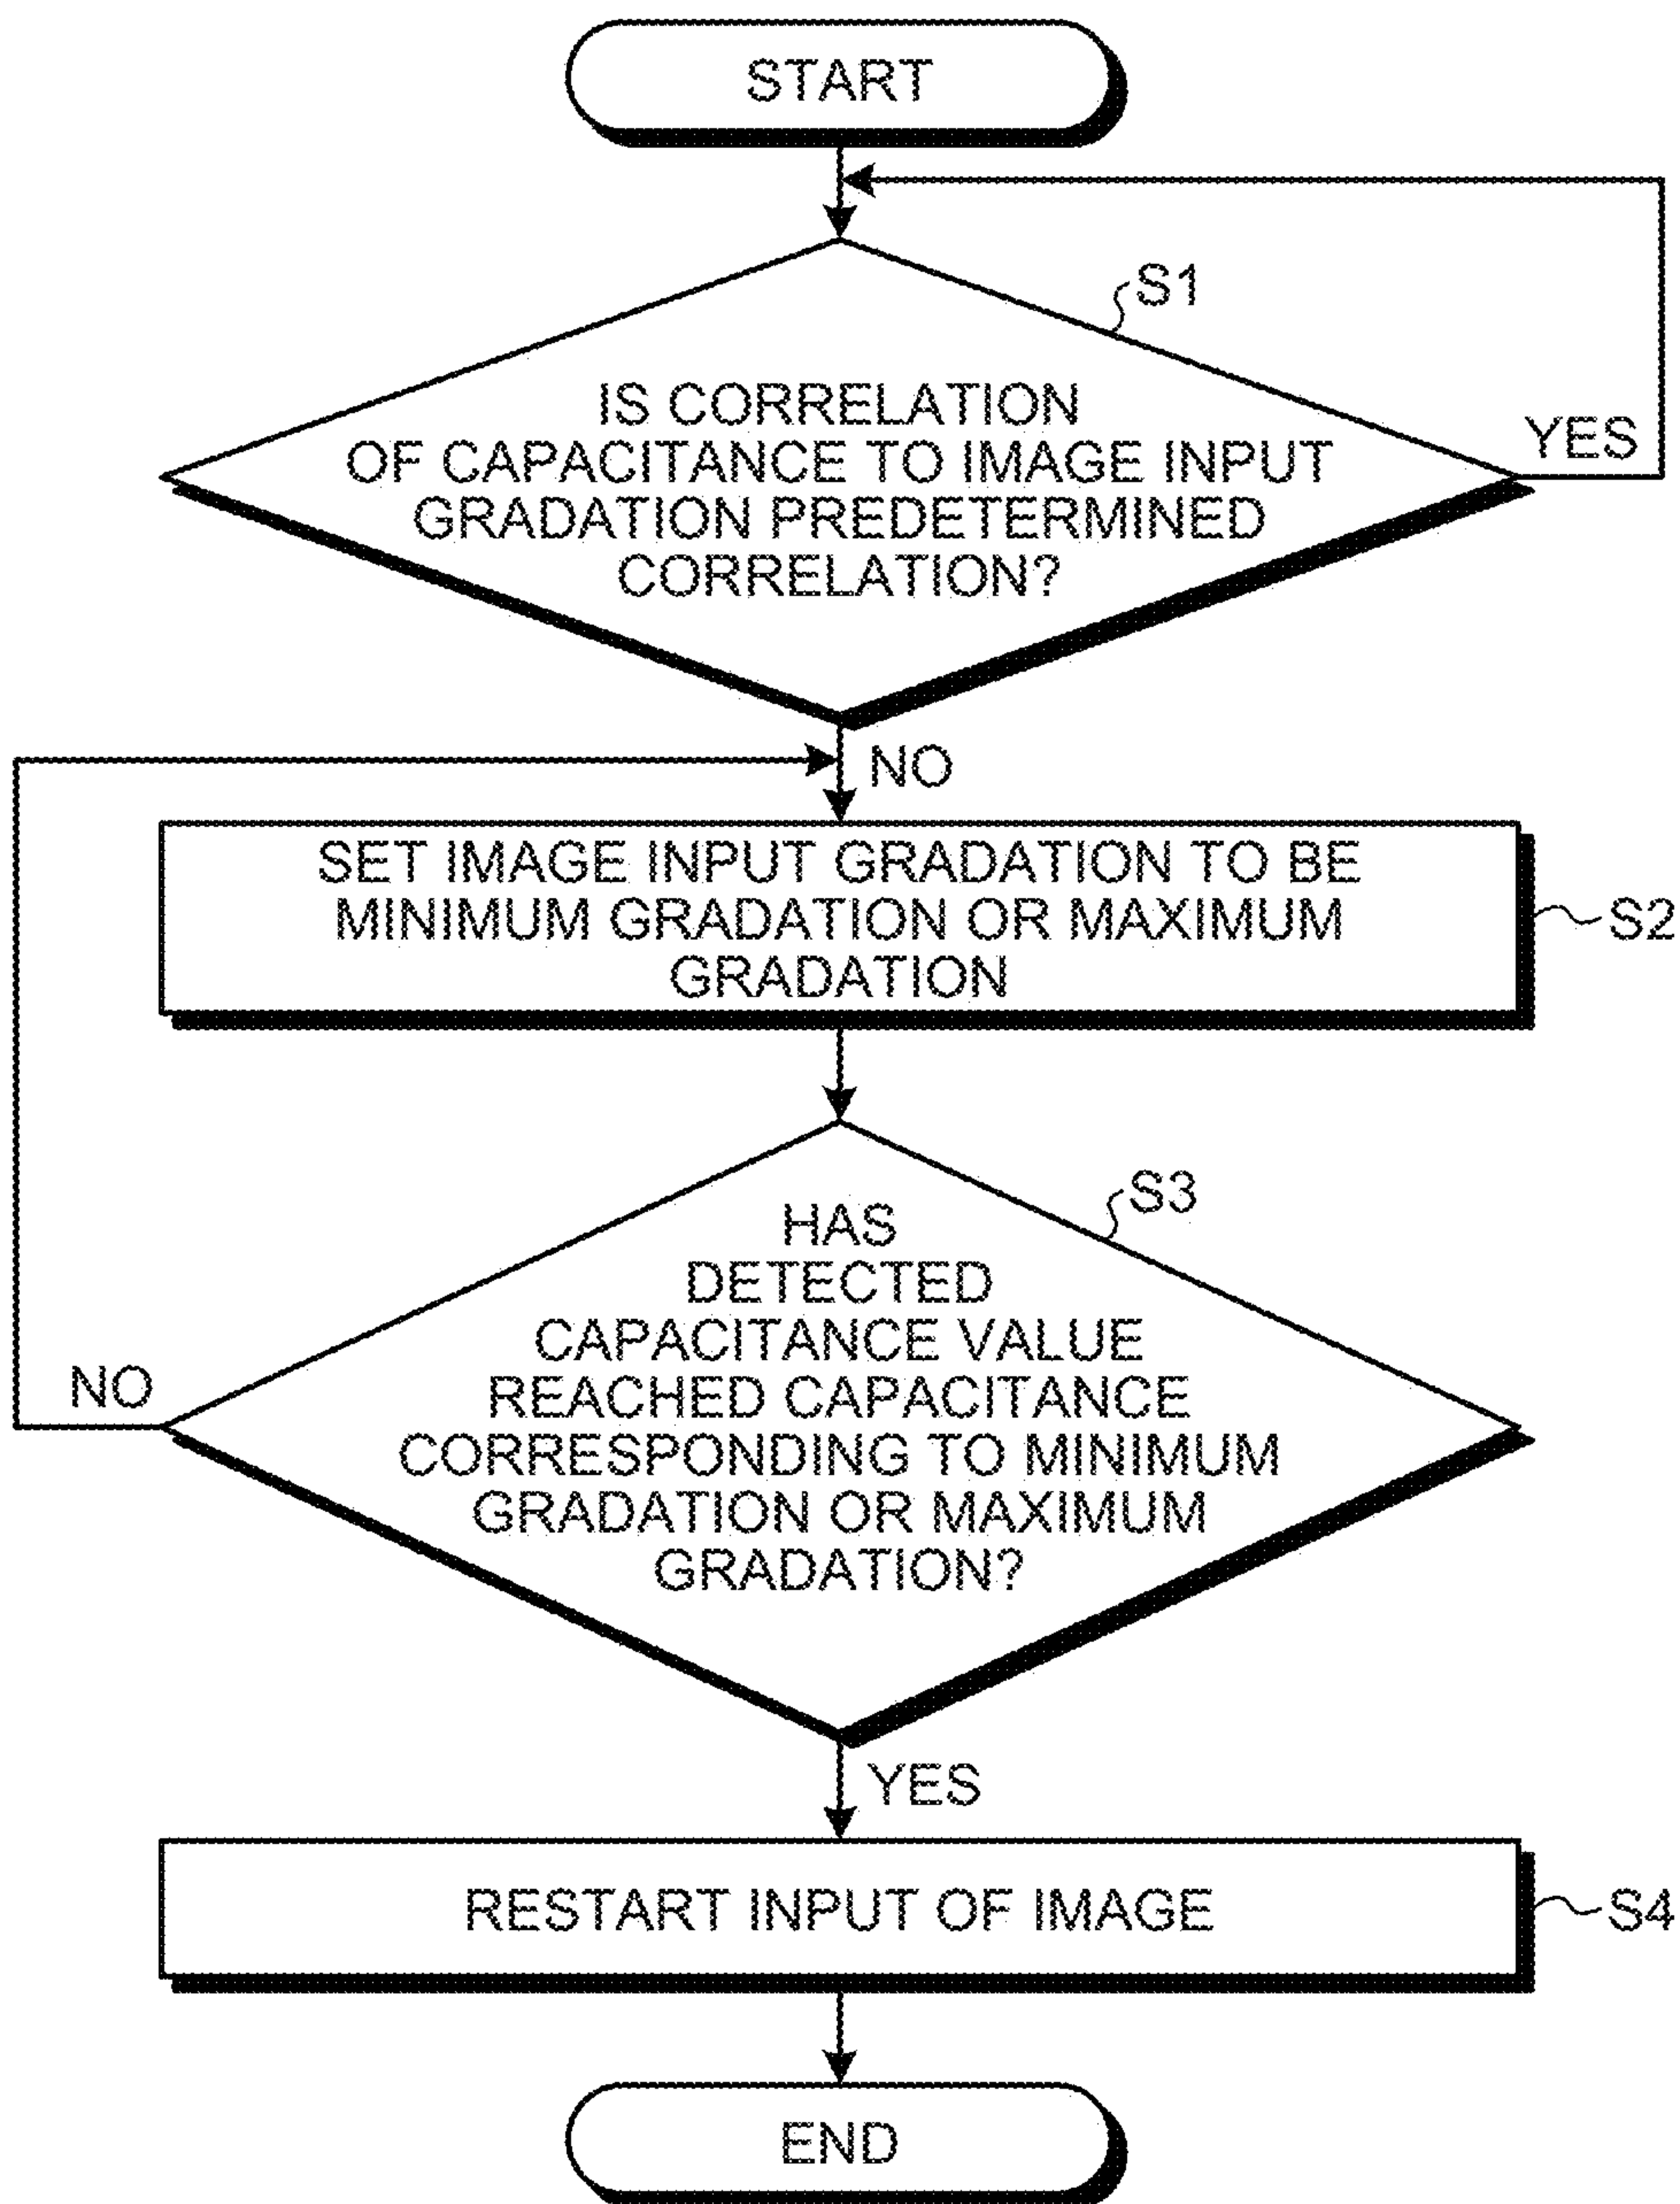 START
S1
IS CORRELATION
OF CAPACITANCE TO IMAGE INPUT
GRADATION PREDETERMINED
CORRELATION?
YES
NO
SET IMAGE INPUT GRADATION TO BE
MINIMUM GRADATION OR MAXIMUM
GRADATION
S2
S3
HAS
DETECTED
CAPACITANCE VALUE
REACHED CAPACITANCE
CORRESPONDING TO MINIMUM
GRADATION OR MAXIMUM
GRADATION?
NO
YES
RESTART INPUT OF IMAGE
S4
END